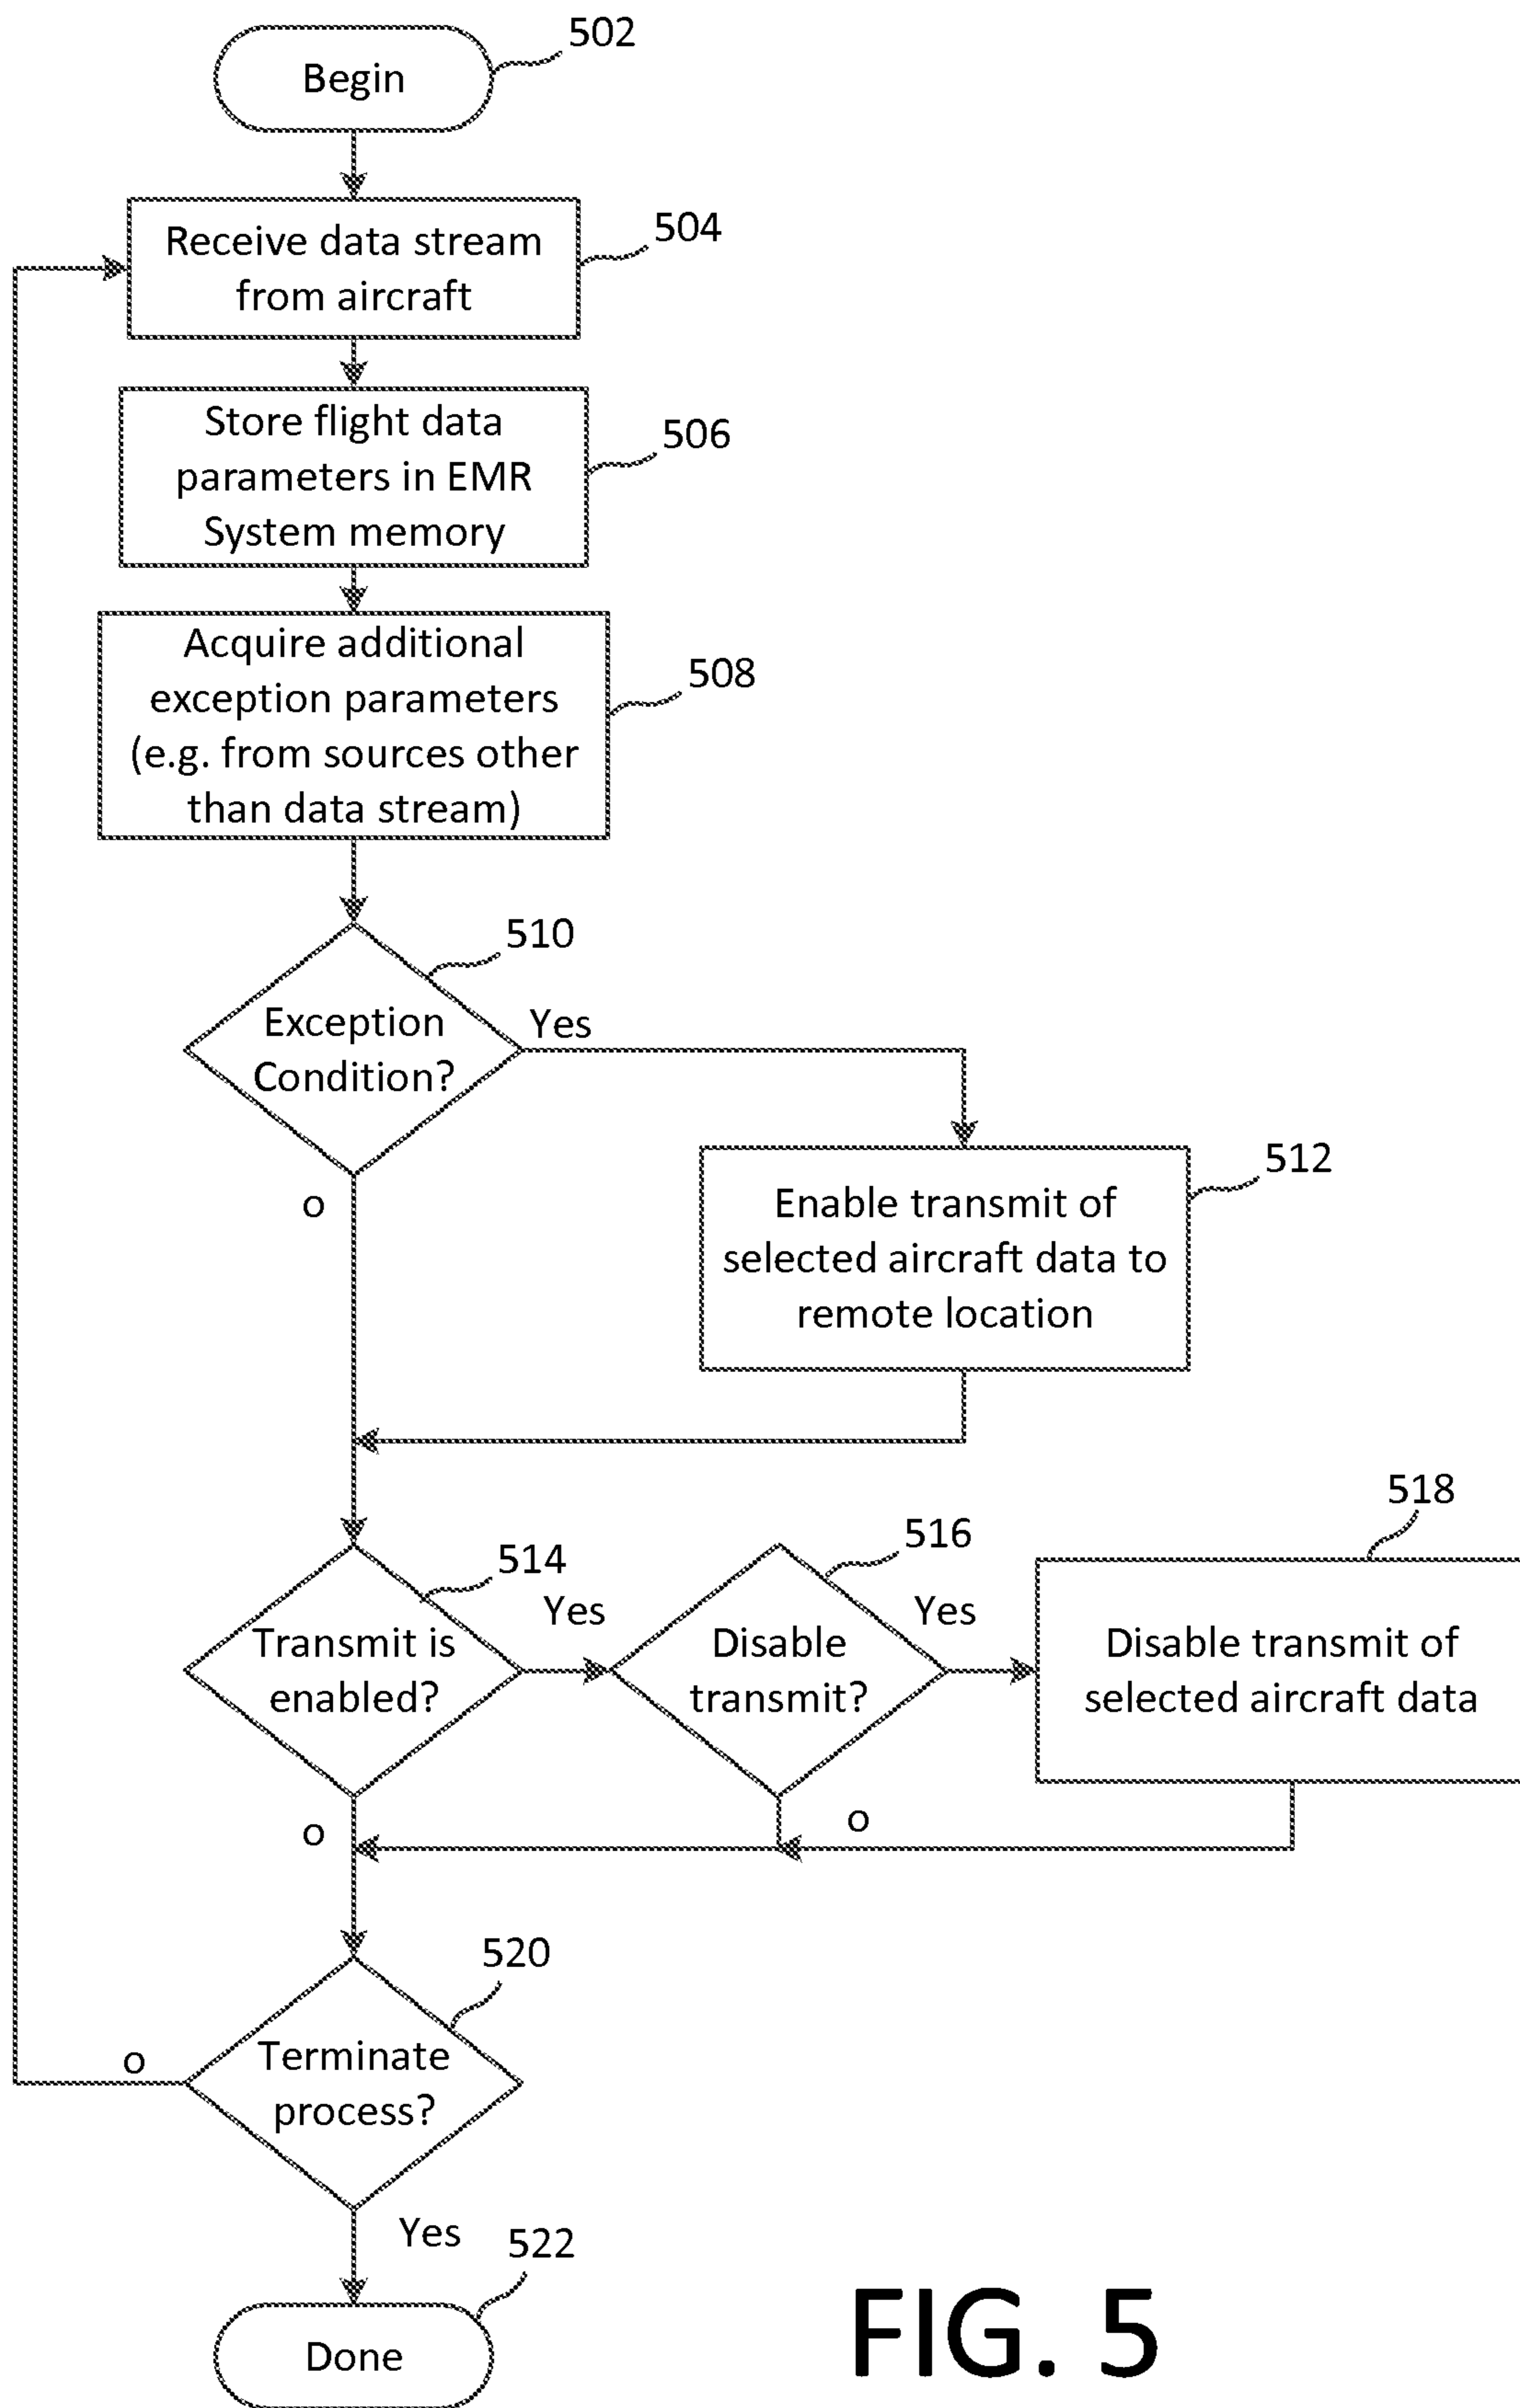 502
Begin
504
Receive data stream
from aircraft
506
Store flight data
parameters in EMR
System memory
508
Acquire additional
exception parameters
(e.g. from sources other
than data stream)
510
Exception
Condition?
Yes
o
512
Enable transmit of
selected aircraft data to
remote location
514
Transmit is
enabled?
Yes
o
516
Disable
transmit?
Yes
o
518
Disable transmit of
selected aircraft data
520
Terminate
process?
o
Yes
522
Done
FIG. 5